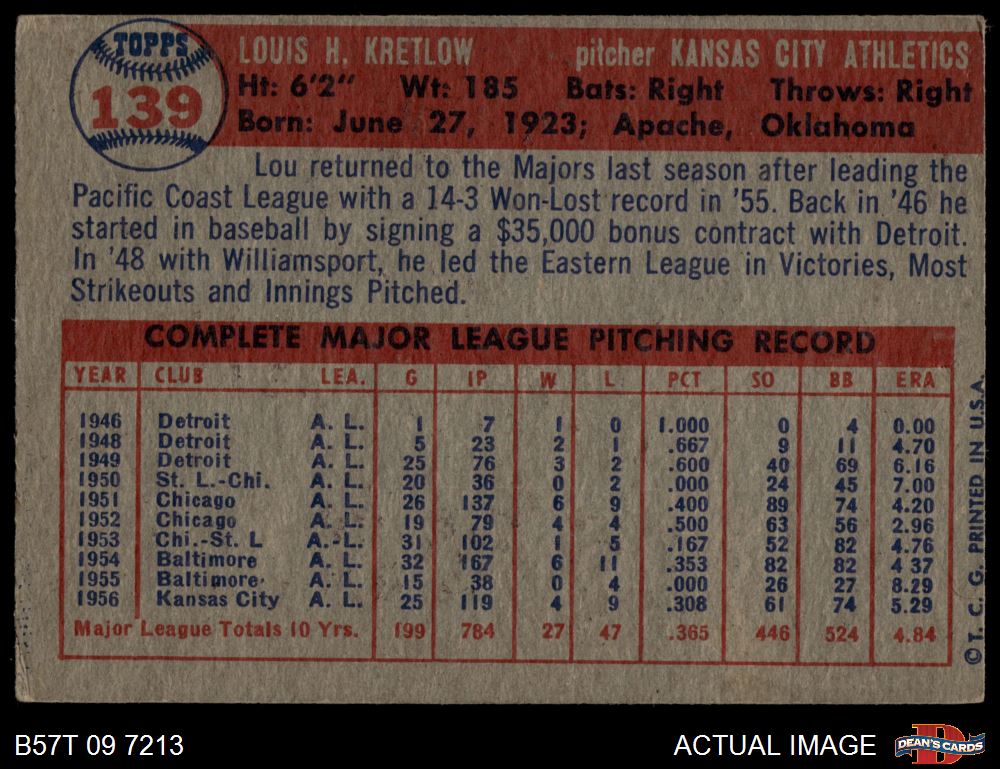 TOPPS
139
LOUIS H. KRETLOW pitcher KANSAS CITY ATHLETICS
Ht: 6'2" Wt: 185 Bats: Right Throws: Right
Born: June 27, 1923; Apache, Oklahoma
Lou returned to the Majors last season after leading the
Pacific Coast League with a 14-3 Won-Lost record in '55. Back in '46 he
started in baseball by signing a $35,000 bonus contract with Detroit.
In '48 with Williamsport, he led the Eastern League in Victories, Most
Strikeouts and Innings Pitched.
COMPLETE MAJOR LEAGUE PITCHING RECORD
YEAR CLUB LEA. G IP W L PCT SO BB ERA
1946 Detroit A. L. 1 7 1 0 1.000 0 4 0.00
1948 Detroit A. L. 5 23 2 1 .667 9 11 4.70
1949 Detroit A. L. 25 76 3 2 .600 40 69 6.16
1950 St. L.-Chi. A. L. 20 36 0 2 .000 24 45 7.00
1951 Chicago A. L. 26 137 6 9 .400 89 74 4.20
1952 Chicago A. L. 19 79 4 4 .500 63 56 2.96
1953 Chi.-St. L A. L. 31 102 1 5 .167 52 82 4.76
1954 Baltimore A. L. 32 167 6 11 .353 82 82 4.37
1955 Baltimore A. L. 15 38 0 4 .000 26 27 8.29
1956 Kansas City A. L. 25 119 4 9 .308 61 74 5.29
Major League Totals 10 Yrs. 199 784 27 47 .365 446 524 4.84
© T. C. G. PRINTED IN U.S.A.
B57T 09 7213
ACTUAL IMAGE
DEAN'S CARDS